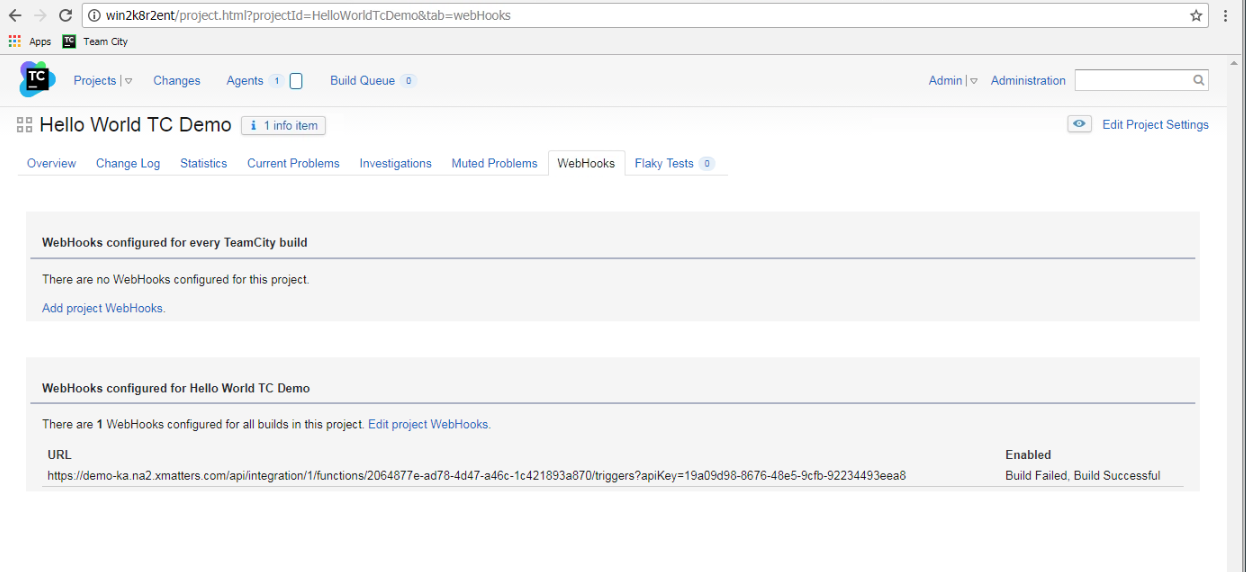 win2k8r2ent/project.html?projectId=HelloWorldTcDemo&tab=webHooks
Apps TC Team City
TC Projects Changes Agents 1 Build Queue 0 Admin Administration
Hello World TC Demo i 1 info item Edit Project Settings
Overview Change Log Statistics Current Problems Investigations Muted Problems WebHooks Flaky Tests 0
WebHooks configured for every TeamCity build
There are no WebHooks configured for this project.
Add project WebHooks.
WebHooks configured for Hello World TC Demo
There are 1 WebHooks configured for all builds in this project. Edit project WebHooks.
URL Enabled
https://demo-ka.na2.xmatters.com/api/integration/1/functions/2064877e-ad78-4d47-a46c-1c421893a870/triggers?apiKey=19a09d98-8676-48e5-9cfb-92234493eea8 Build Failed, Build Successful